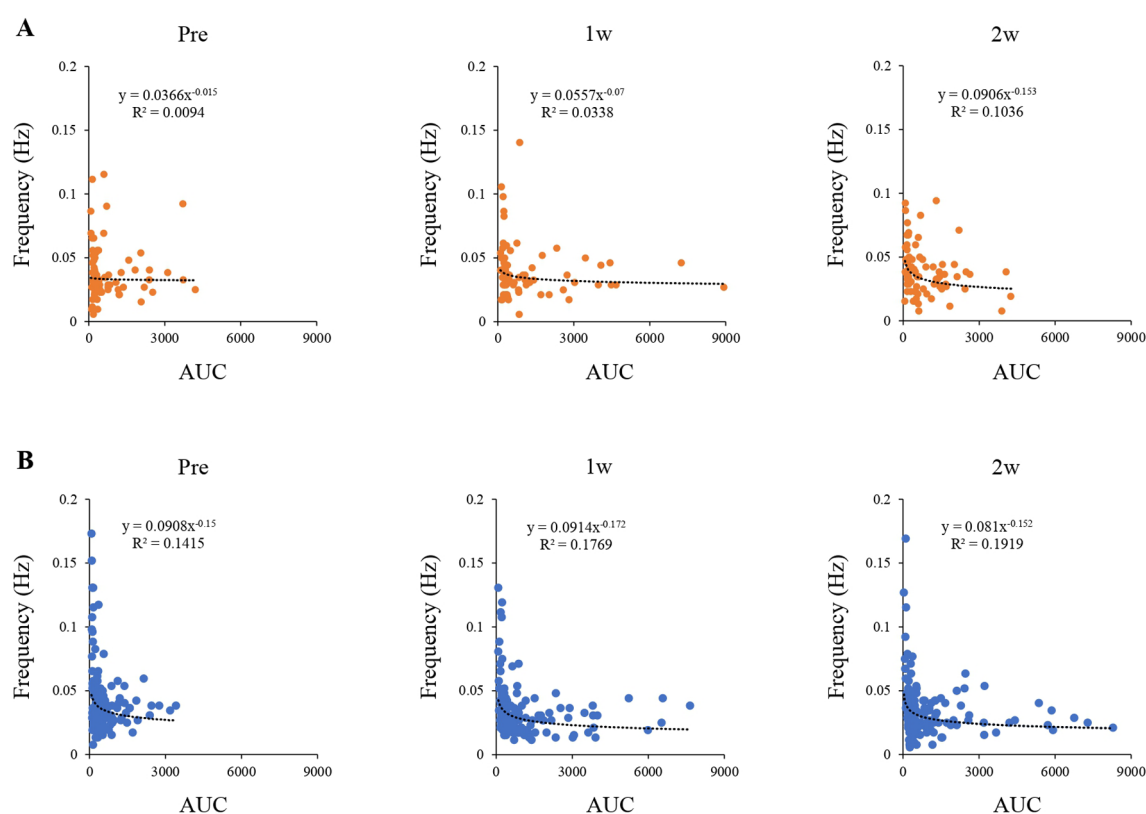 A
Pre
1w
2w
0.2
0.15
0.1
0.05
0
Frequency (Hz)
y = 0.0366x^-0.015
R² = 0.0094
0 3000 6000 9000
AUC
0.2
0.15
0.1
0.05
0
Frequency (Hz)
y = 0.0557x^-0.07
R² = 0.0338
0 3000 6000 9000
AUC
0.2
0.15
0.1
0.05
0
Frequency (Hz)
y = 0.0906x^-0.153
R² = 0.1036
0 3000 6000 9000
AUC
B
Pre
1w
2w
0.2
0.15
0.1
0.05
0
Frequency (Hz)
y = 0.0908x^-0.15
R² = 0.1415
0 3000 6000 9000
AUC
0.2
0.15
0.1
0.05
0
Frequency (Hz)
y = 0.0914x^-0.172
R² = 0.1769
0 3000 6000 9000
AUC
0.2
0.15
0.1
0.05
0
Frequency (Hz)
y = 0.081x^-0.152
R² = 0.1919
0 3000 6000 9000
AUC